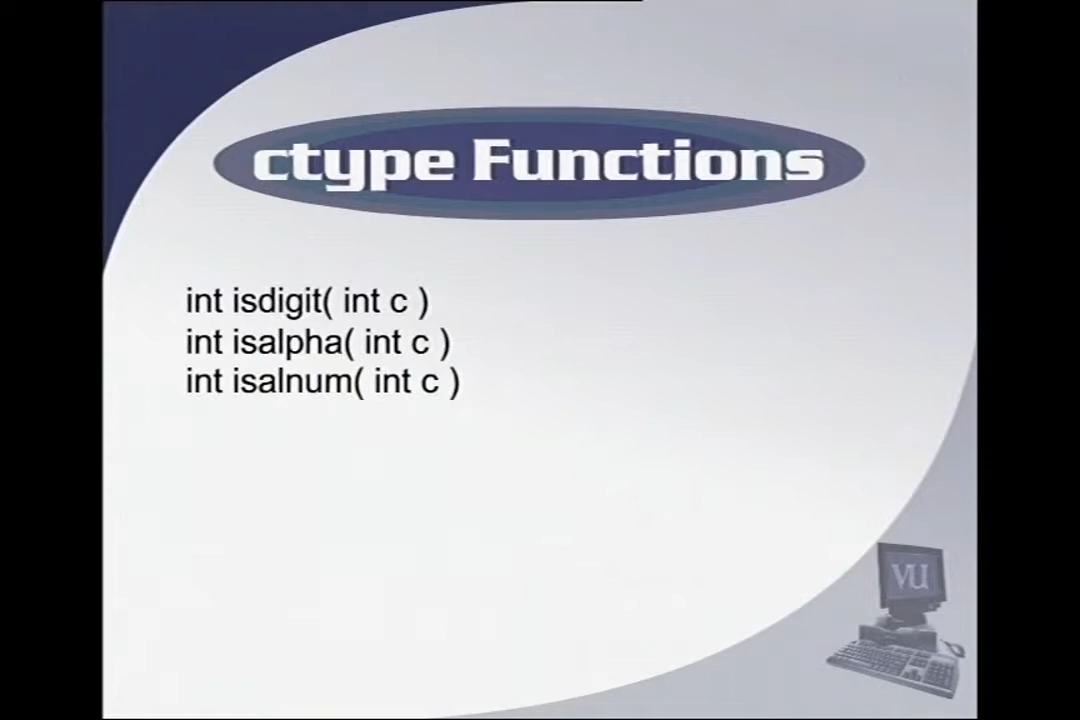 ctype Functions
int isdigit( int c )
int isalpha( int c )
int isalnum( int c )
VU